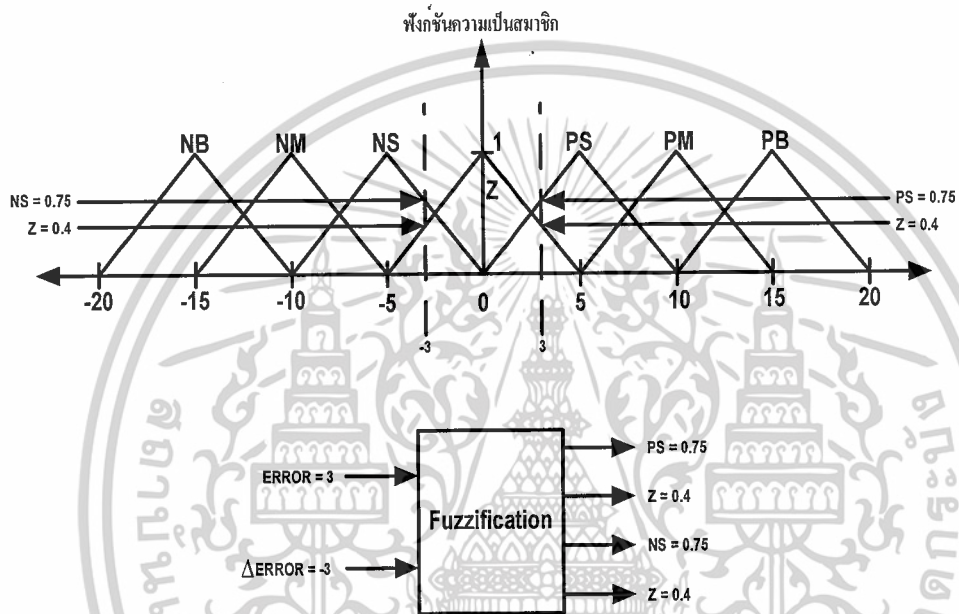 ฟังก์ชันความเป็นสมาชิก
NB NM NS 1 PS PM PB
Z
NS = 0.75 PS = 0.75
Z = 0.4 Z = 0.4
-20 -15 -10 -5 0 5 10 15 20
-3 3
PS = 0.75
ERROR = 3
Z = 0.4
Fuzzification
NS = 0.75
ΔERROR = -3
Z = 0.4